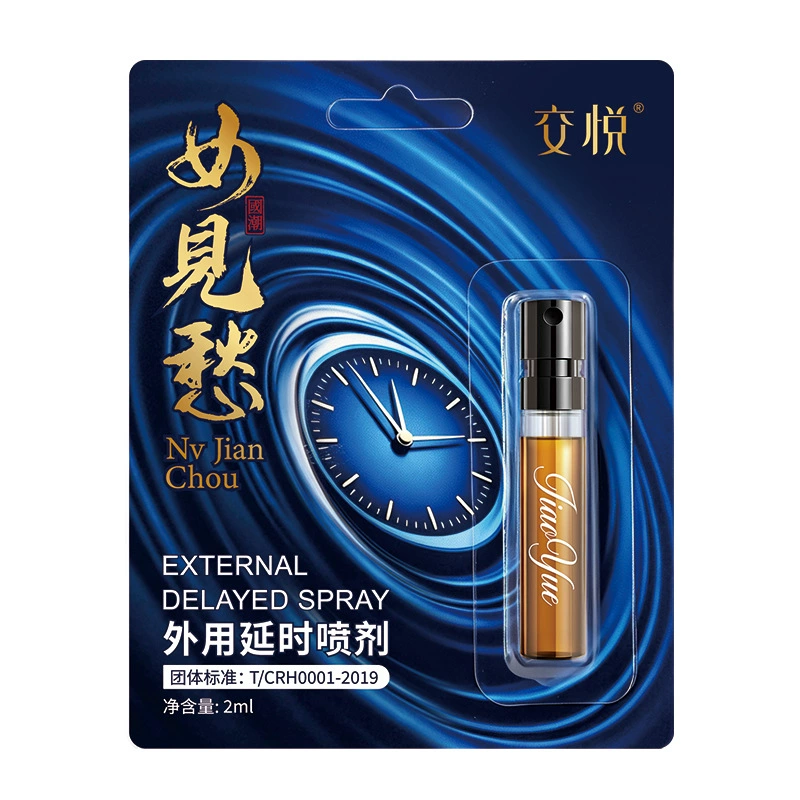 交悦®
女見愁
國潮
Nv Jian
Chou
JiaoYue
EXTERNAL
DELAYED SPRAY
外用延时喷剂
团体标准：T/CRH0001-2019
净含量：2ml